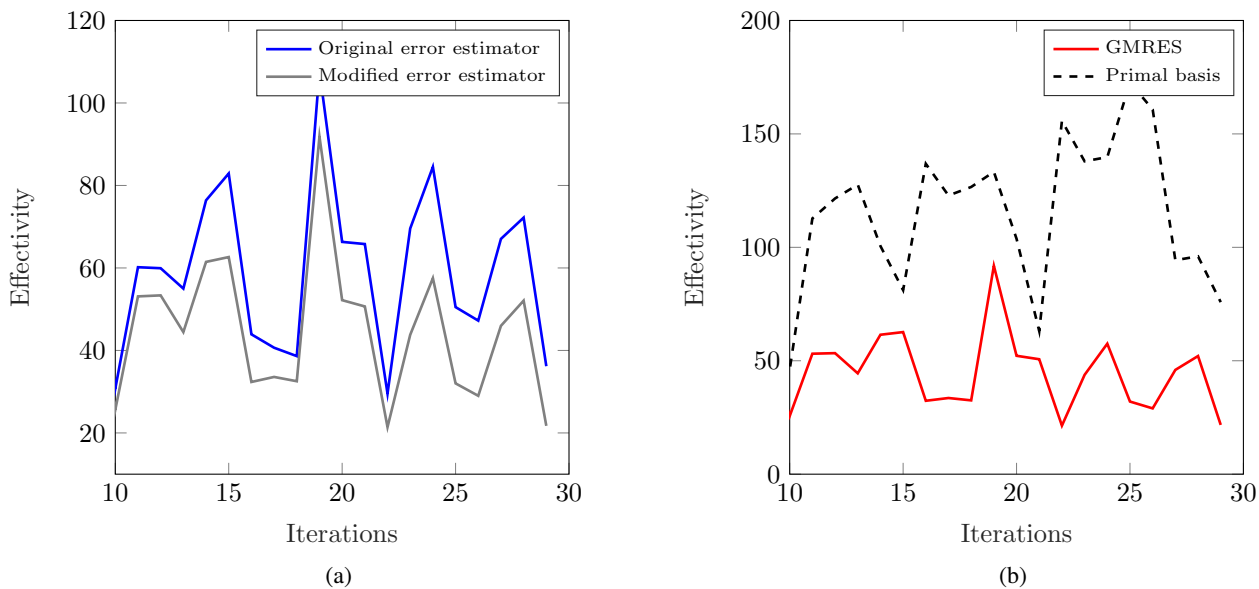 120
100
80
60
40
20
10
15
20
25
30
Effectivity
Iterations
Original error estimator
Modified error estimator
(a)
200
150
100
50
0
10
15
20
25
30
Effectivity
Iterations
GMRES
Primal basis
(b)